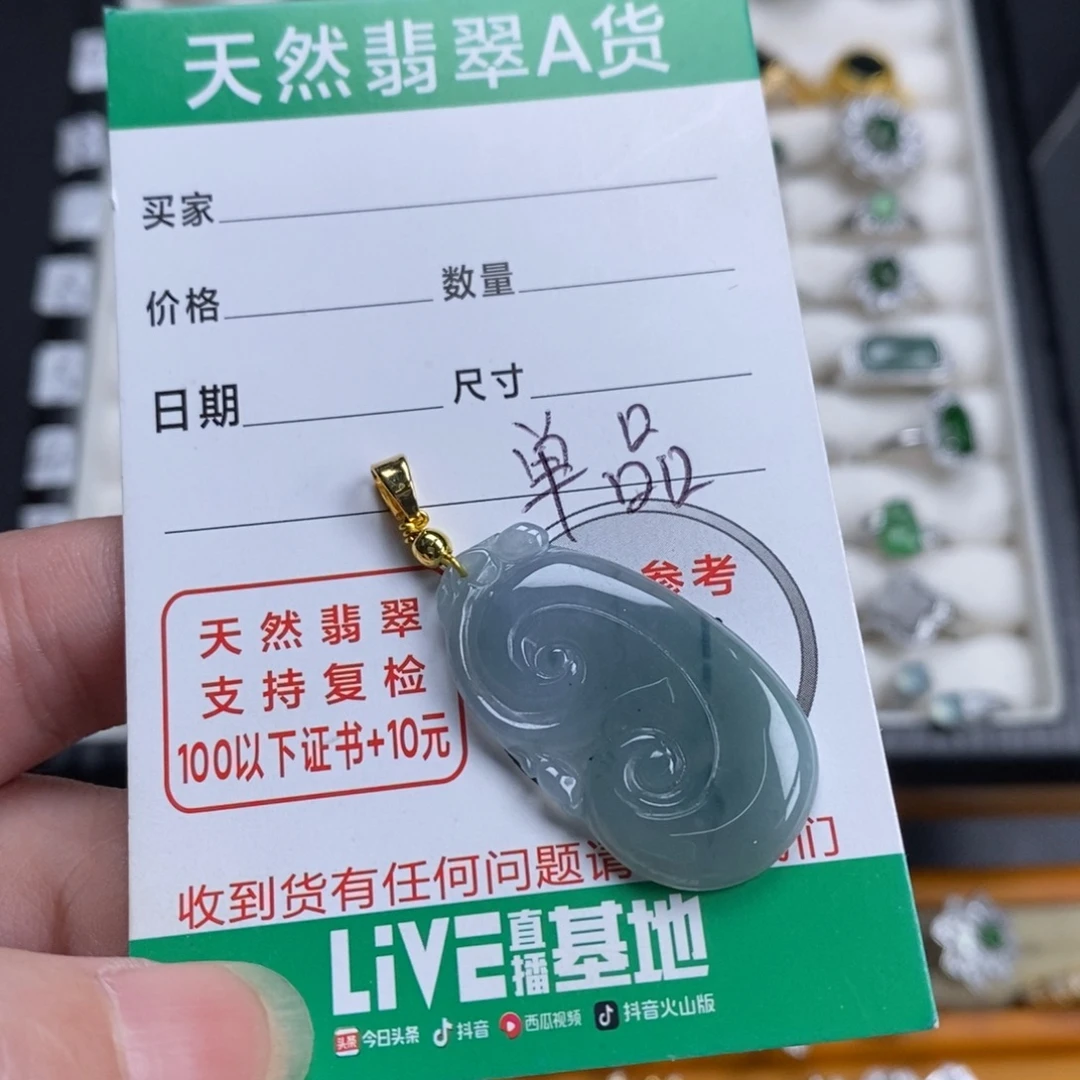 天然翡翠A货
买家
价格 数量
日期 尺寸
单品
参考
天然翡翠
支持复检
100以下证书+10元
收到货有任何问题请 们
LiVE直播基地
头条 今日头条 抖音 西瓜视频 抖音火山版